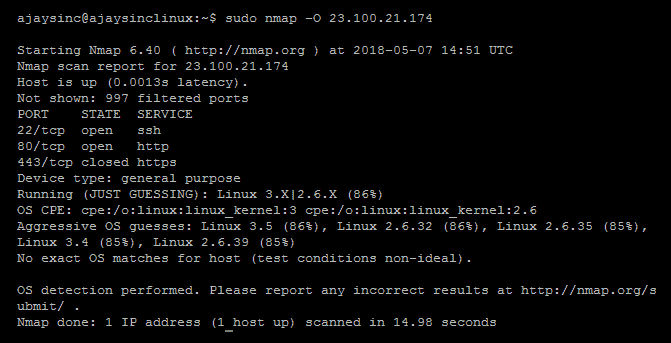 ajaysinc@ajaysinclinux:~$ sudo nmap -O 23.100.21.174
Starting Nmap 6.40 ( http://nmap.org ) at 2018-05-07 14:51 UTC
Nmap scan report for 23.100.21.174
Host is up (0.0013s latency).
Not shown: 997 filtered ports
PORT    STATE  SERVICE
22/tcp  open   ssh
80/tcp  open   http
443/tcp closed https
Device type: general purpose
Running (JUST GUESSING): Linux 3.X|2.6.X (86%)
OS CPE: cpe:/o:linux:linux_kernel:3 cpe:/o:linux:linux_kernel:2.6
Aggressive OS guesses: Linux 3.5 (86%), Linux 2.6.32 (86%), Linux 2.6.35 (85%),
Linux 3.4 (85%), Linux 2.6.39 (85%)
No exact OS matches for host (test conditions non-ideal).
OS detection performed. Please report any incorrect results at http://nmap.org/s
ubmit/ .
Nmap done: 1 IP address (1 host up) scanned in 14.98 seconds